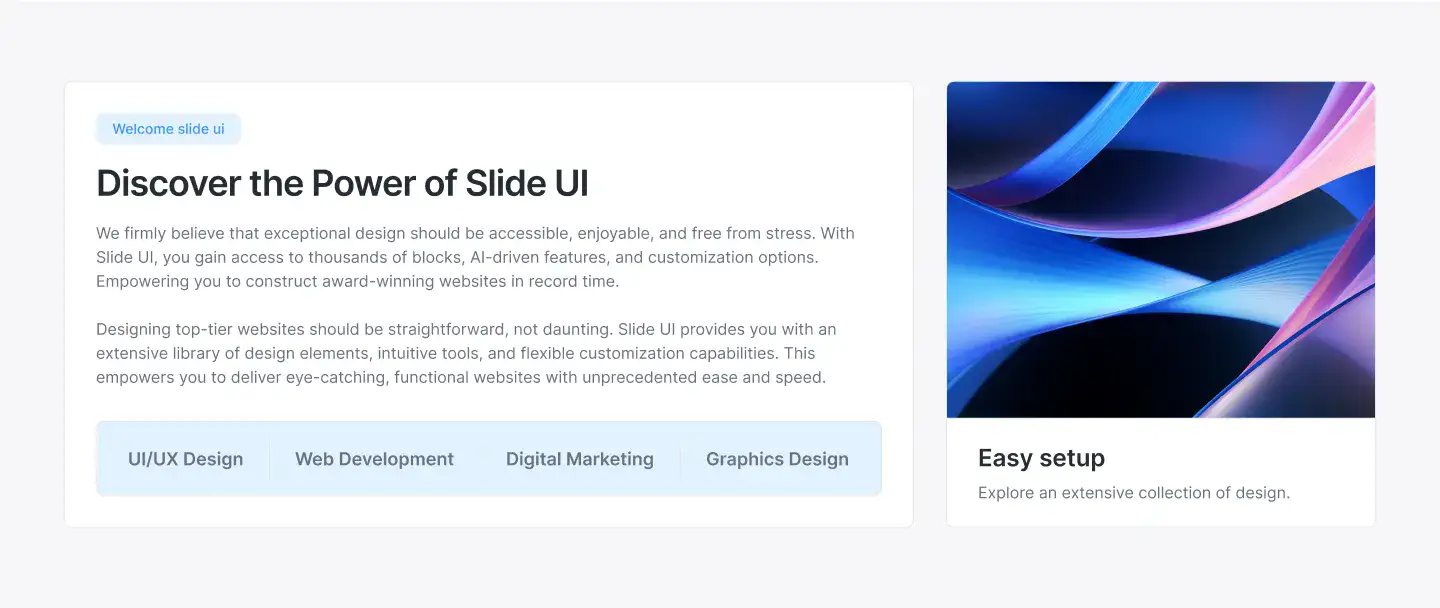 Welcome slide ui
Discover the Power of Slide UI
We firmly believe that exceptional design should be accessible, enjoyable, and free from stress. With
Slide UI, you gain access to thousands of blocks, AI-driven features, and customization options.
Empowering you to construct award-winning websites in record time.
Designing top-tier websites should be straightforward, not daunting. Slide UI provides you with an
extensive library of design elements, intuitive tools, and flexible customization capabilities. This
empowers you to deliver eye-catching, functional websites with unprecedented ease and speed.
UI/UX Design
Web Development
Digital Marketing
Graphics Design
Easy setup
Explore an extensive collection of design.